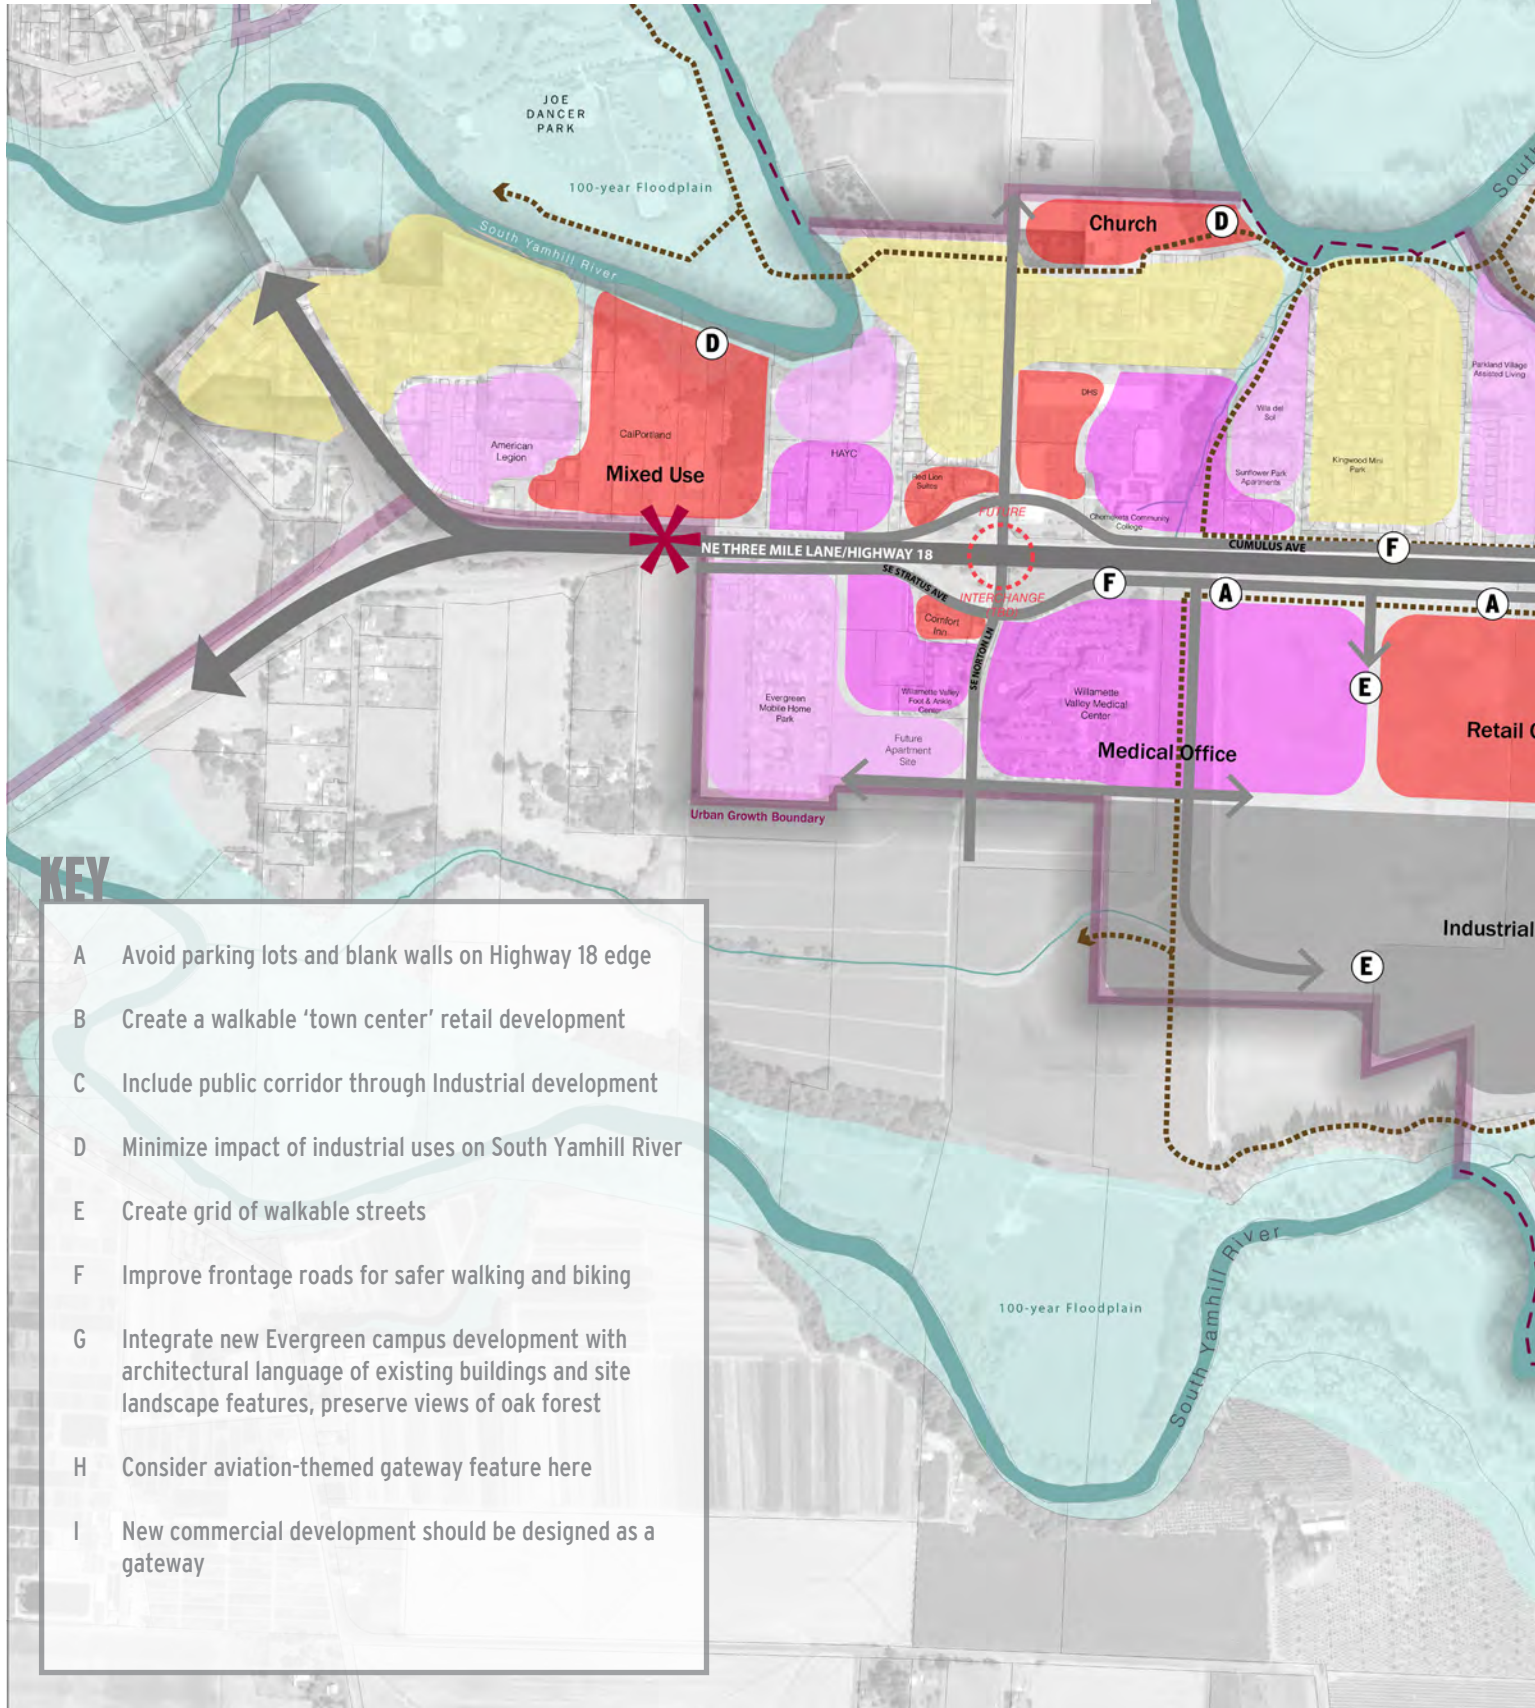 JOE
DANCER
PARK
100-year Floodplain
South Yamhill River
South
Church
D
D
CalPortland
Mixed Use
American
Legion
HAYC
Red Lion
Suites
DHS
Chemeketa Community
College
Villa del
Sol
Sunflower Park
Apartments
Kingwood Mini
Park
Parkland Village
Assisted Living
FUTURE
INTERCHANGE
NE THREE MILE LANE/HIGHWAY 18
CUMULUS AVE
F
SE STRATUS AVE
F
A
A
Comfort
Inn
SE NORTON LN
Evergreen
Mobile Home
Park
Willamette Valley
Foot & Ankle
Center
Willamette
Valley Medical
Center
E
Future
Apartment
Site
Medical Office
Retail
Urban Growth Boundary
Industrial
E
KEY
A Avoid parking lots and blank walls on Highway 18 edge
B Create a walkable ‘town center’ retail development
C Include public corridor through Industrial development
D Minimize impact of industrial uses on South Yamhill River
E Create grid of walkable streets
F Improve frontage roads for safer walking and biking
G Integrate new Evergreen campus development with
architectural language of existing buildings and site
landscape features, preserve views of oak forest
H Consider aviation-themed gateway feature here
I New commercial development should be designed as a
gateway
100-year Floodplain
South Yamhill River